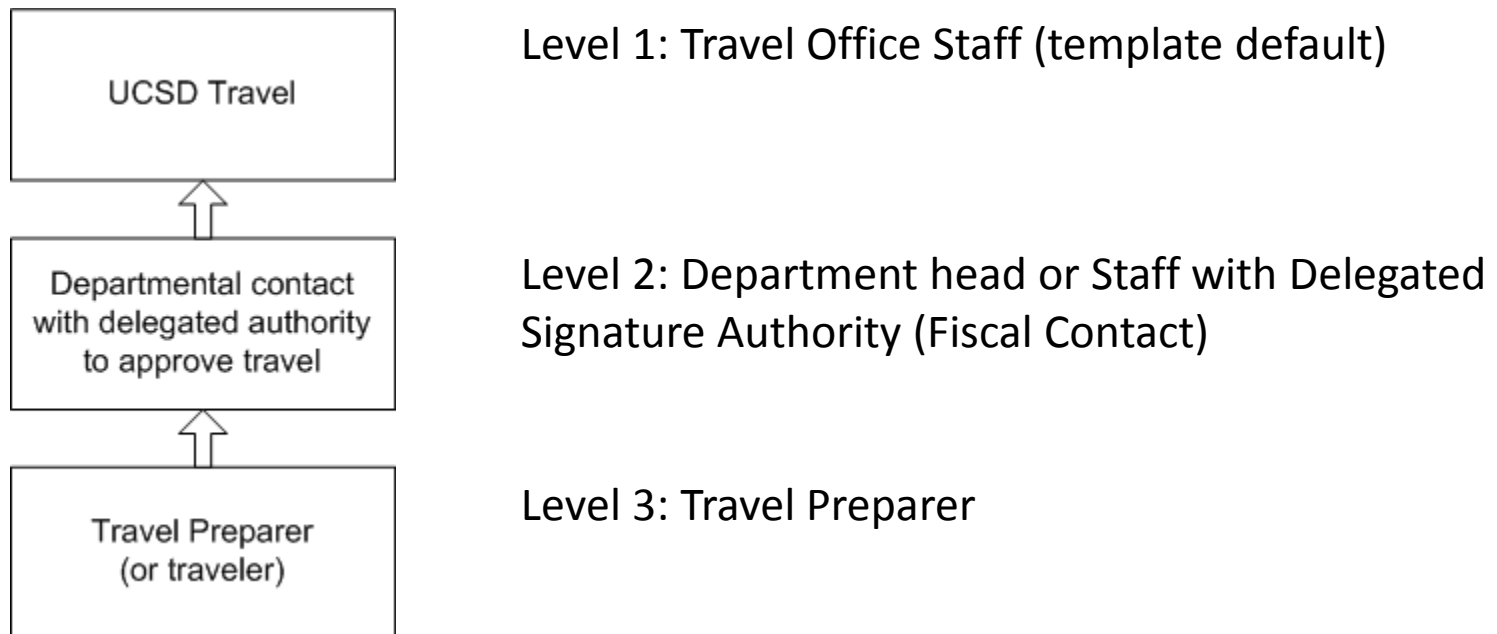 UCSD Travel
Level 1: Travel Office Staff (template default)
Departmental contact
with delegated authority
to approve travel
Level 2: Department head or Staff with Delegated
Signature Authority (Fiscal Contact)
Travel Preparer
(or traveler)
Level 3: Travel Preparer